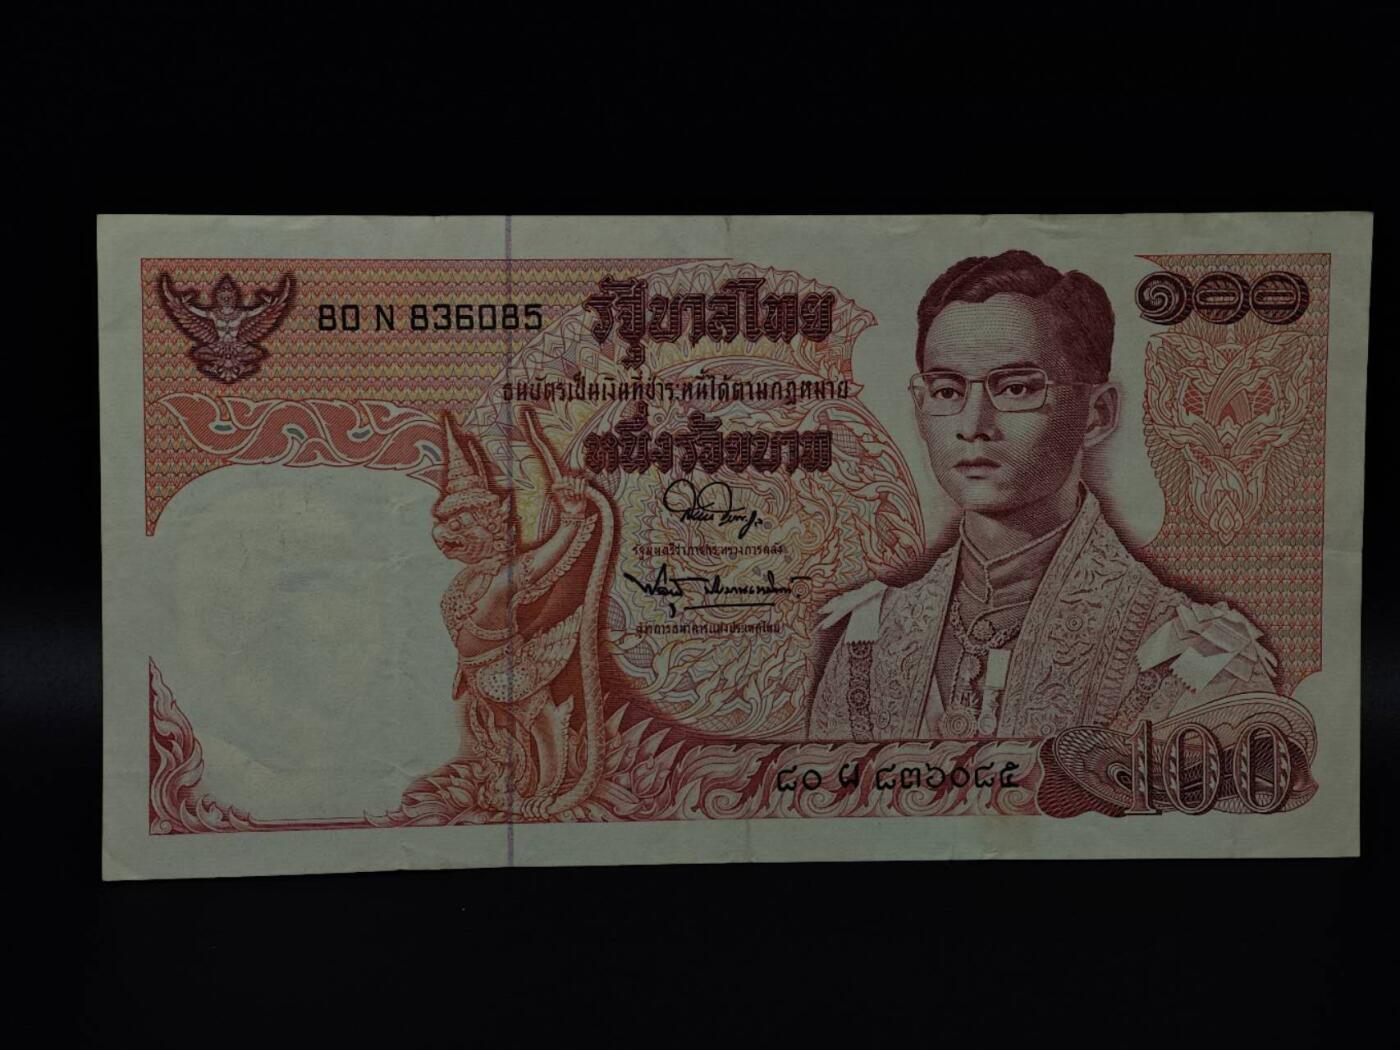 ๑๐๐
80 N 836085
รัฐบาลไทย
ธนบัตรเป็นเงินที่ชำระหนี้ได้ตามกฎหมาย
หนึ่งร้อยบาท
รัฐมนตรีว่าการกระทรวงการคลัง
ผู้ว่าการธนาคารแห่งประเทศไทย
๘๐ ฝ ๘๓๖๐๘๕
100